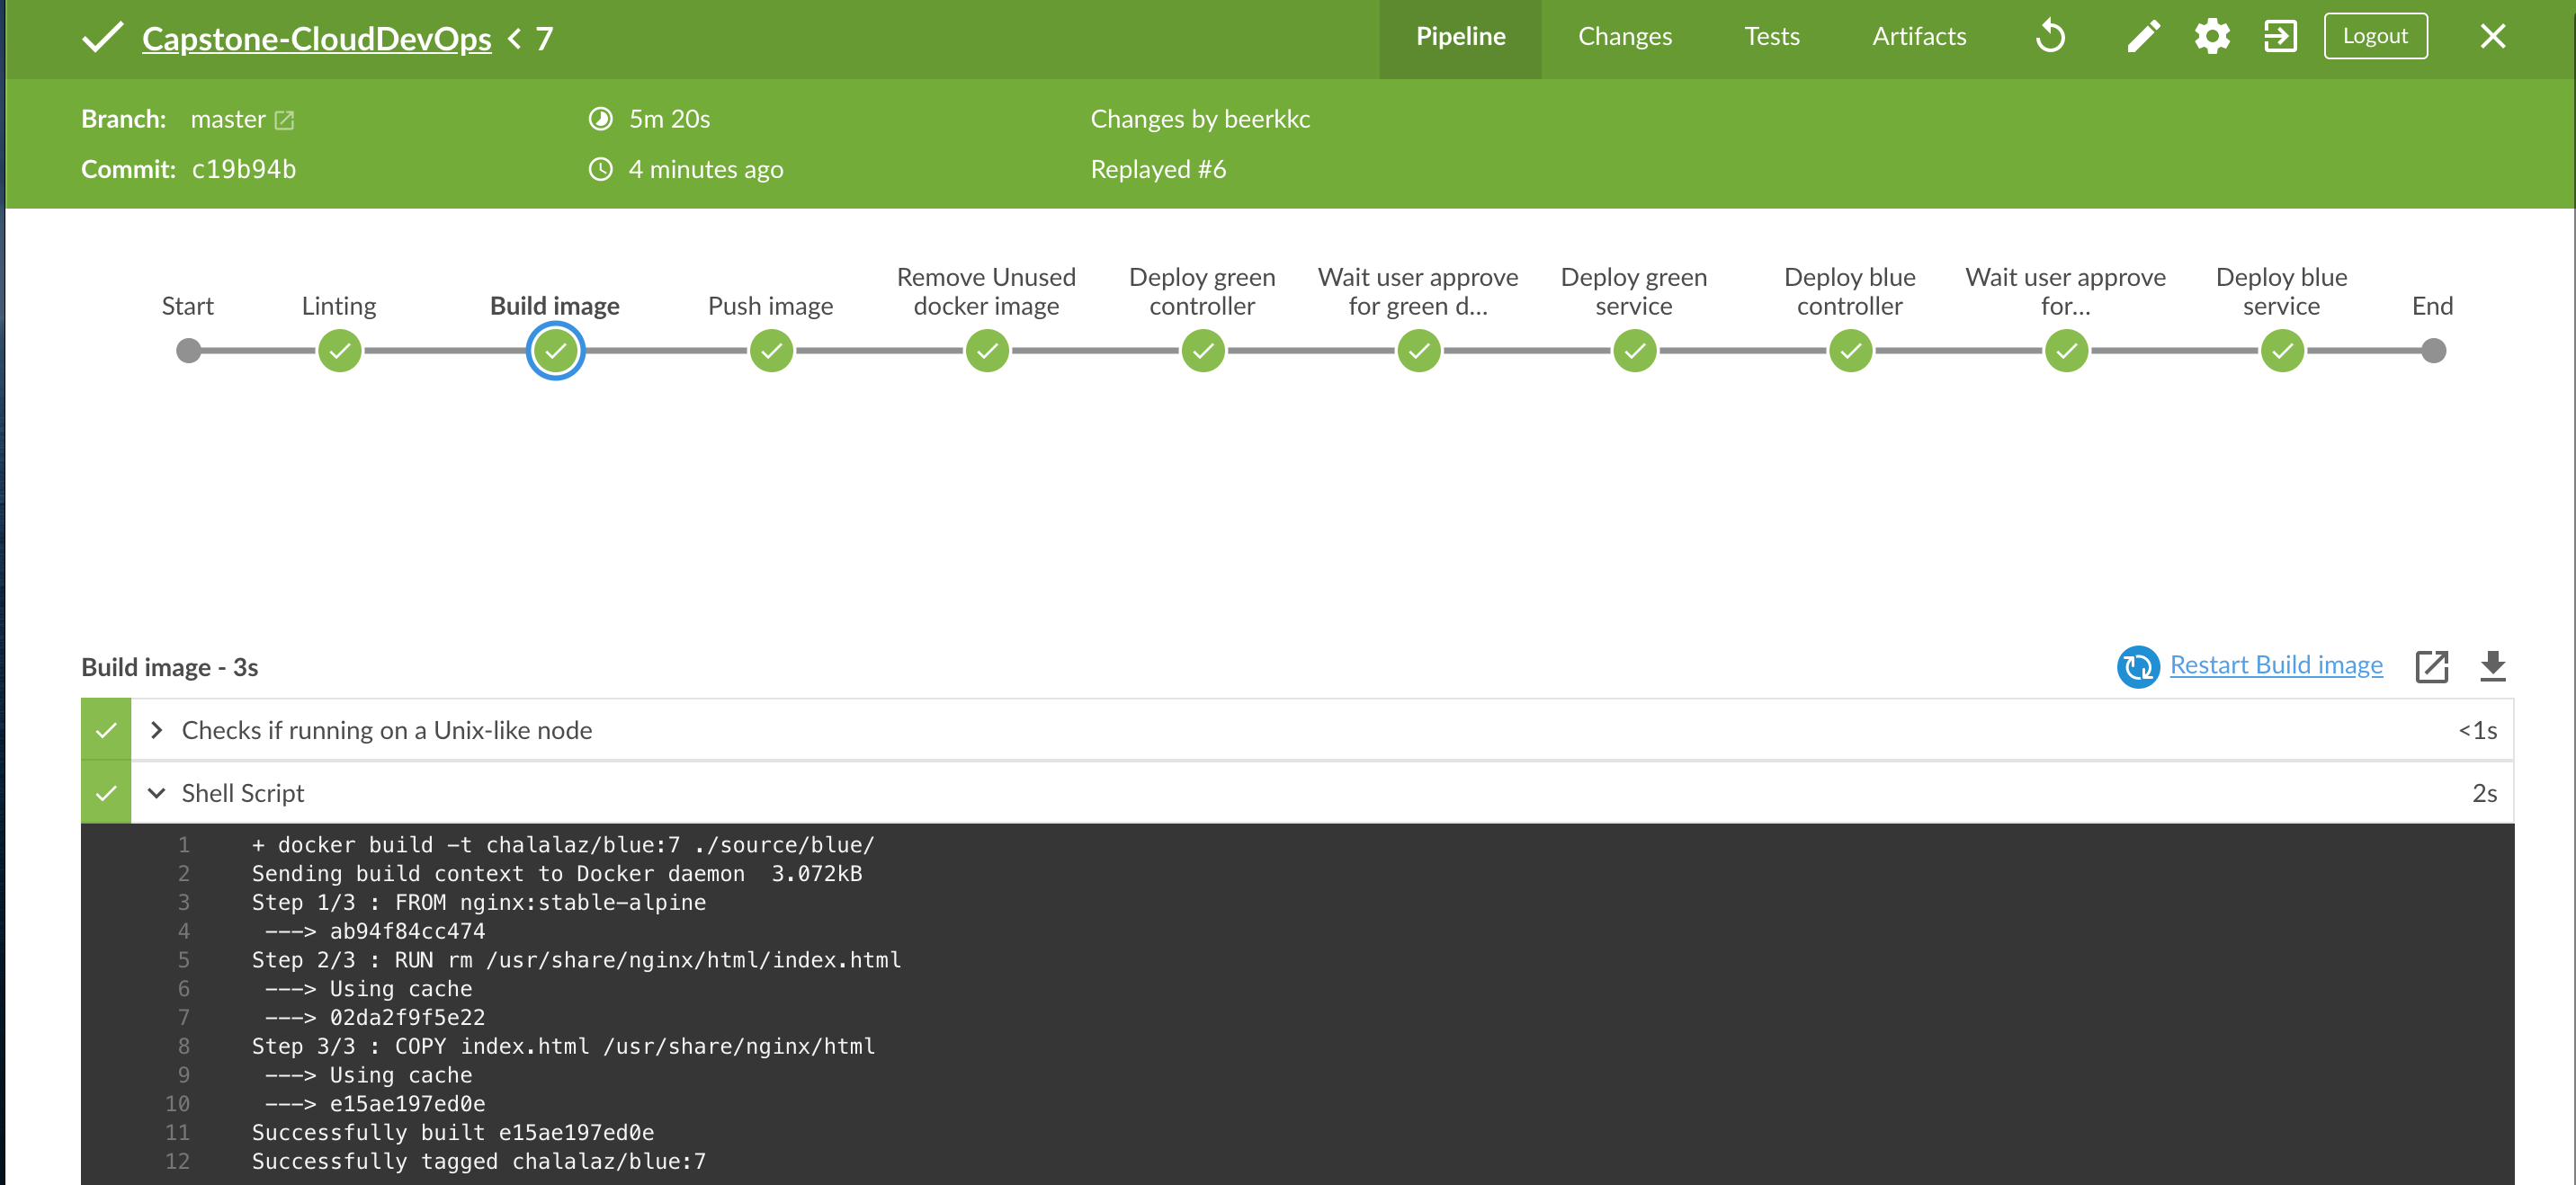 Capstone-CloudDevOps < 7
Pipeline Changes Tests Artifacts Logout
Branch: master 5m 20s Changes by beerkkc
Commit: c19b94b 4 minutes ago Replayed #6
Start
Linting
Build image
Push image
Remove Unused
docker image
Deploy green
controller
Wait user approve
for green d...
Deploy green
service
Deploy blue
controller
Wait user approve
for...
Deploy blue
service
End
Build image - 3s
Restart Build image
Checks if running on a Unix-like node <1s
Shell Script 2s
1 + docker build -t chalalaz/blue:7 ./source/blue/
2 Sending build context to Docker daemon  3.072kB
3 Step 1/3 : FROM nginx:stable-alpine
4 ---> ab94f84cc474
5 Step 2/3 : RUN rm /usr/share/nginx/html/index.html
6 ---> Using cache
7 ---> 02da2f9f5e22
8 Step 3/3 : COPY index.html /usr/share/nginx/html
9 ---> Using cache
10 ---> e15ae197ed0e
11 Successfully built e15ae197ed0e
12 Successfully tagged chalalaz/blue:7